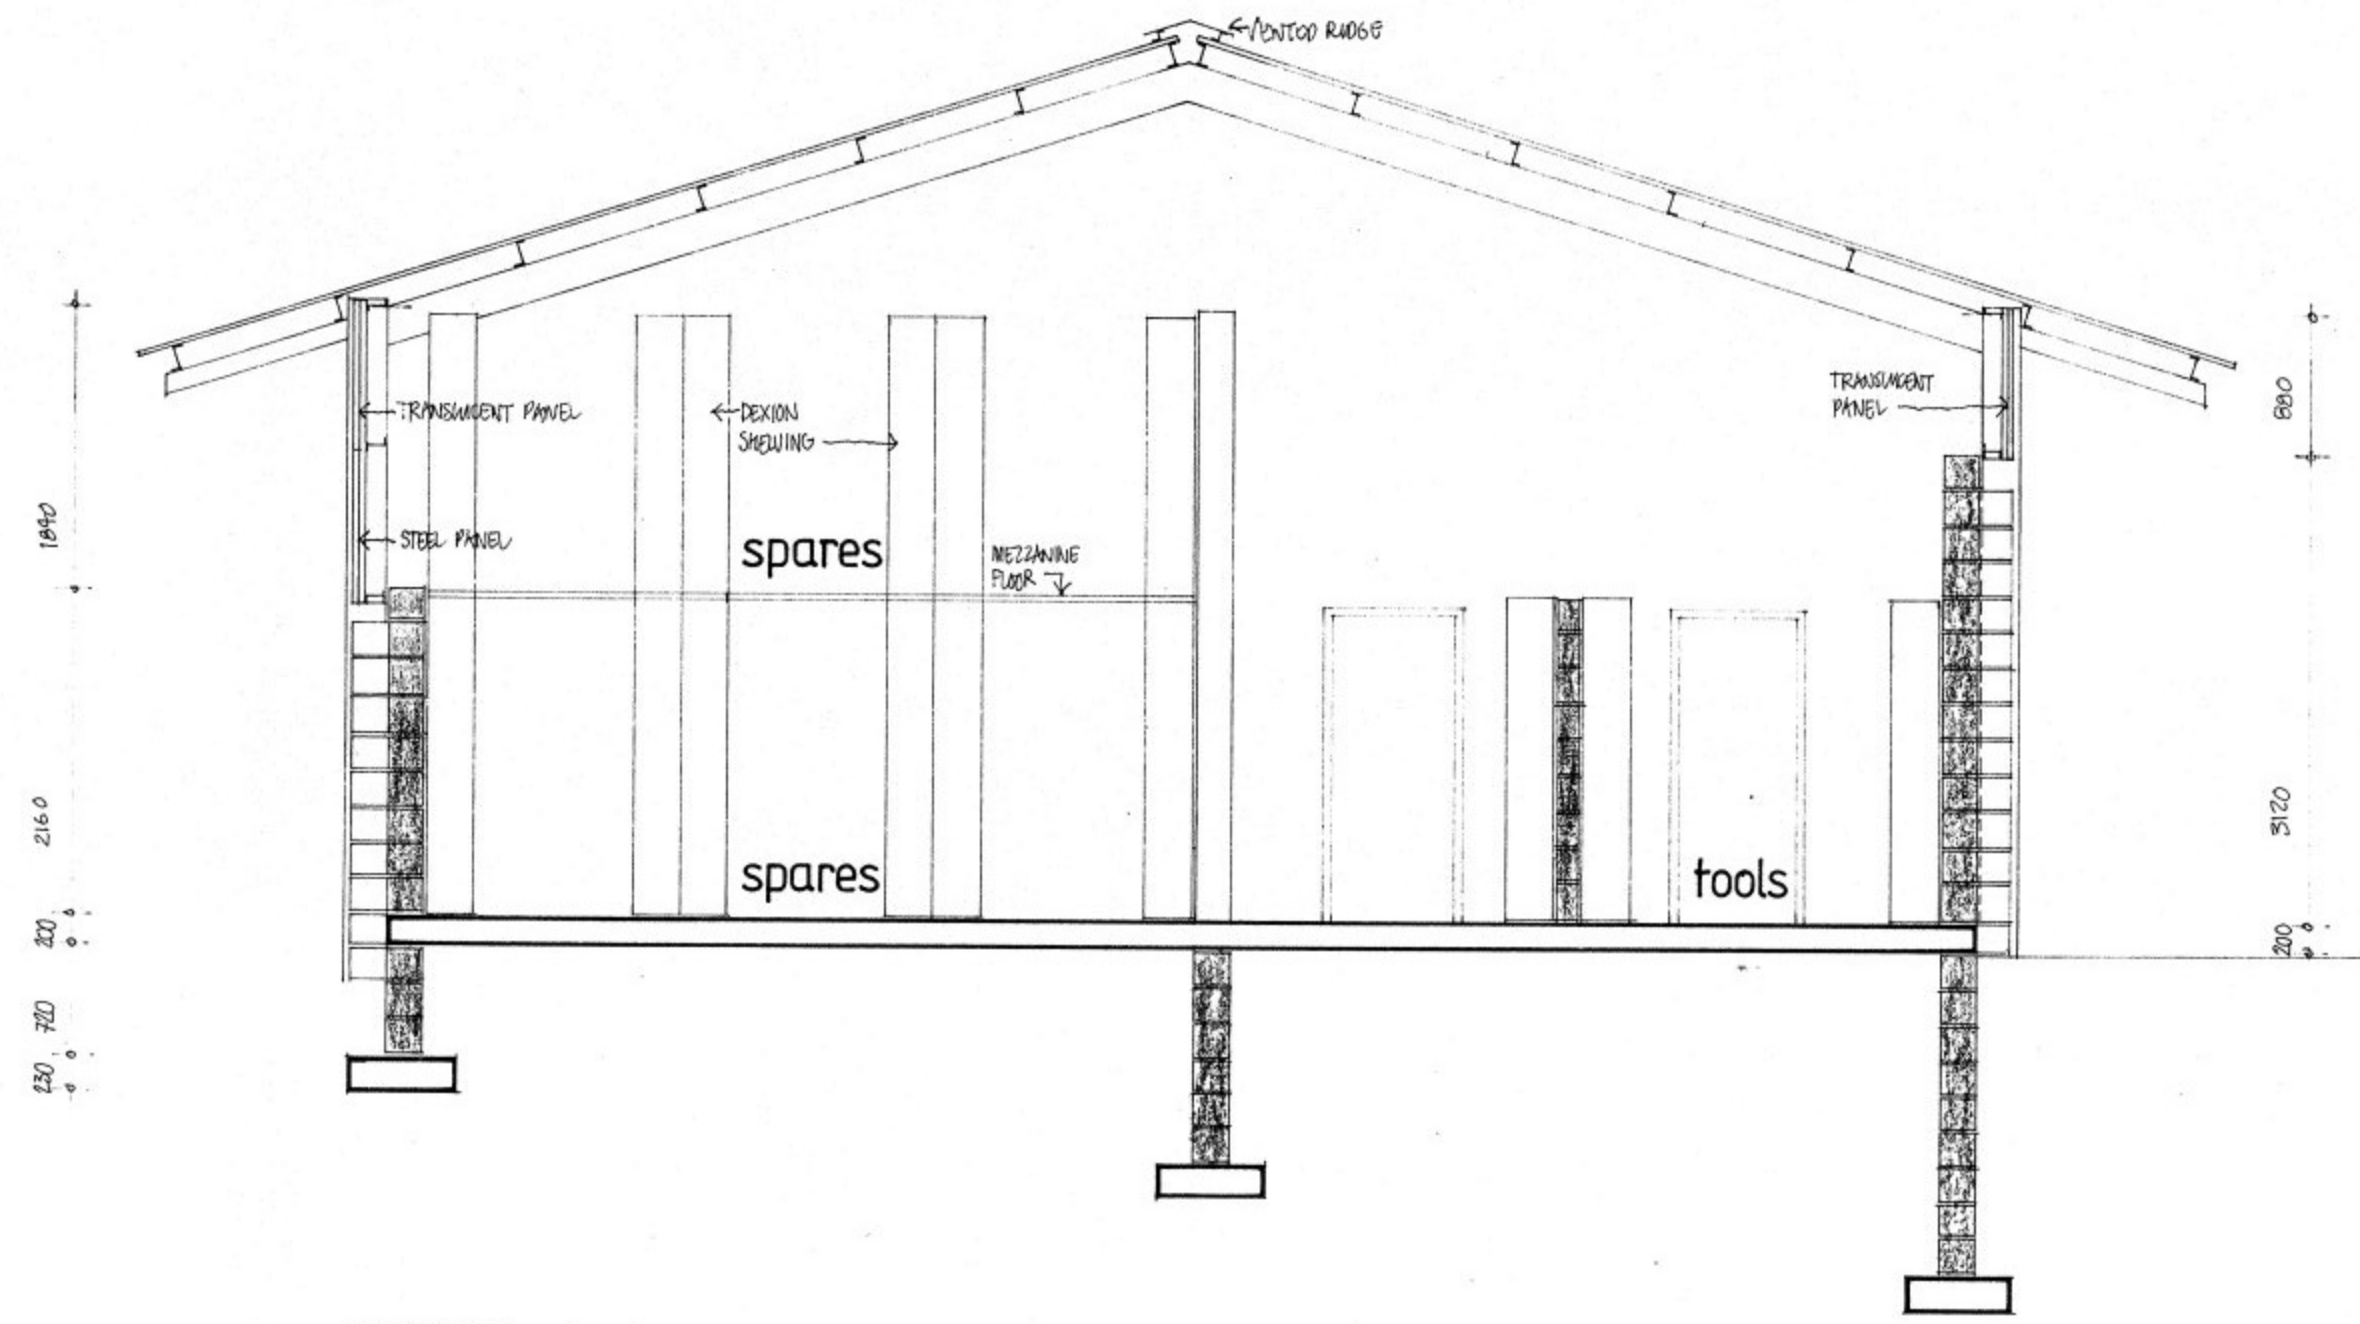 VENTED RIDGE
TRANSLUCENT PANEL
DEXION
SHELVING
TRANSLUCENT
PANEL
STEEL PANEL
spares
MEZZANINE
FLOOR
spares
tools
1890
2160
200
720
230
880
3120
200